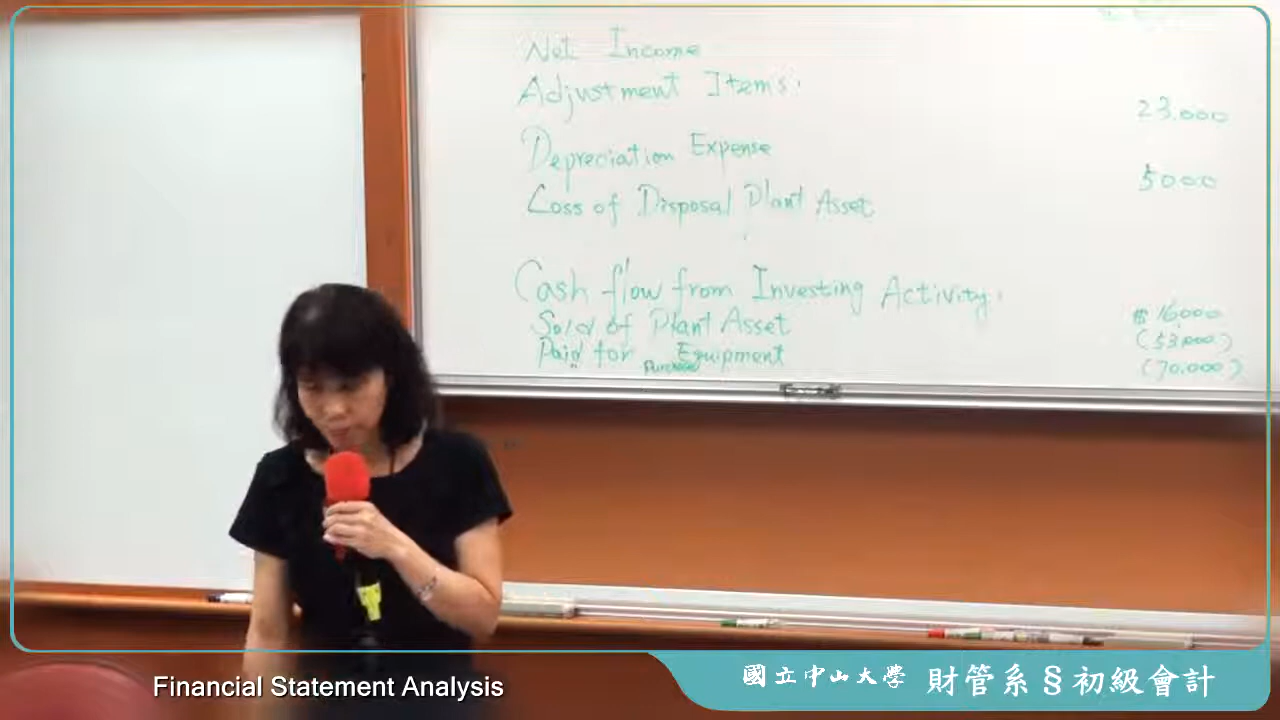 Net Income
Adjustment Items:
23,000
Depreciation Expense
5000
Loss of Disposal Plant Asset
Cash flow from Investing Activity:
Sold of Plant Asset $16000
Paid for Equipment (53,000)
Purchase (70,000)
Financial Statement Analysis
國立中山大學 財管系§初級會計